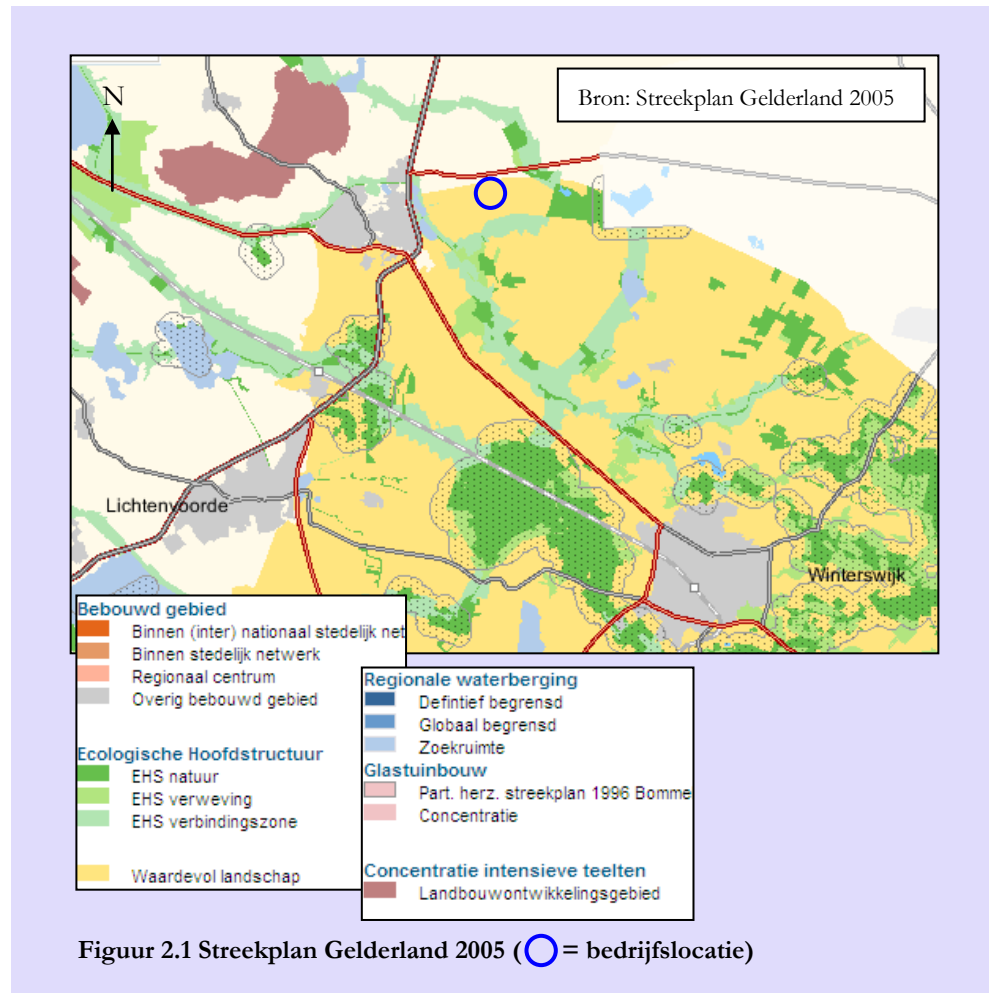 N
Bron: Streekplan Gelderland 2005
Lichtenvoorde
Winterswijk
Bebouwd gebied
Binnen (inter) nationaal stedelijk net
Binnen stedelijk netwerk
Regionaal centrum
Overig bebouwd gebied
Ecologische Hoofdstructuur
EHS natuur
EHS verweving
EHS verbindingszone
Waardevol landschap
Regionale waterberging
Defintief begrensd
Globaal begrensd
Zoekruimte
Glastuinbouw
Part. herz. streekplan 1996 Bomme
Concentratie
Concentratie intensieve teelten
Landbouwontwikkelingsgebied
Figuur 2.1 Streekplan Gelderland 2005 ( = bedrijfslocatie)